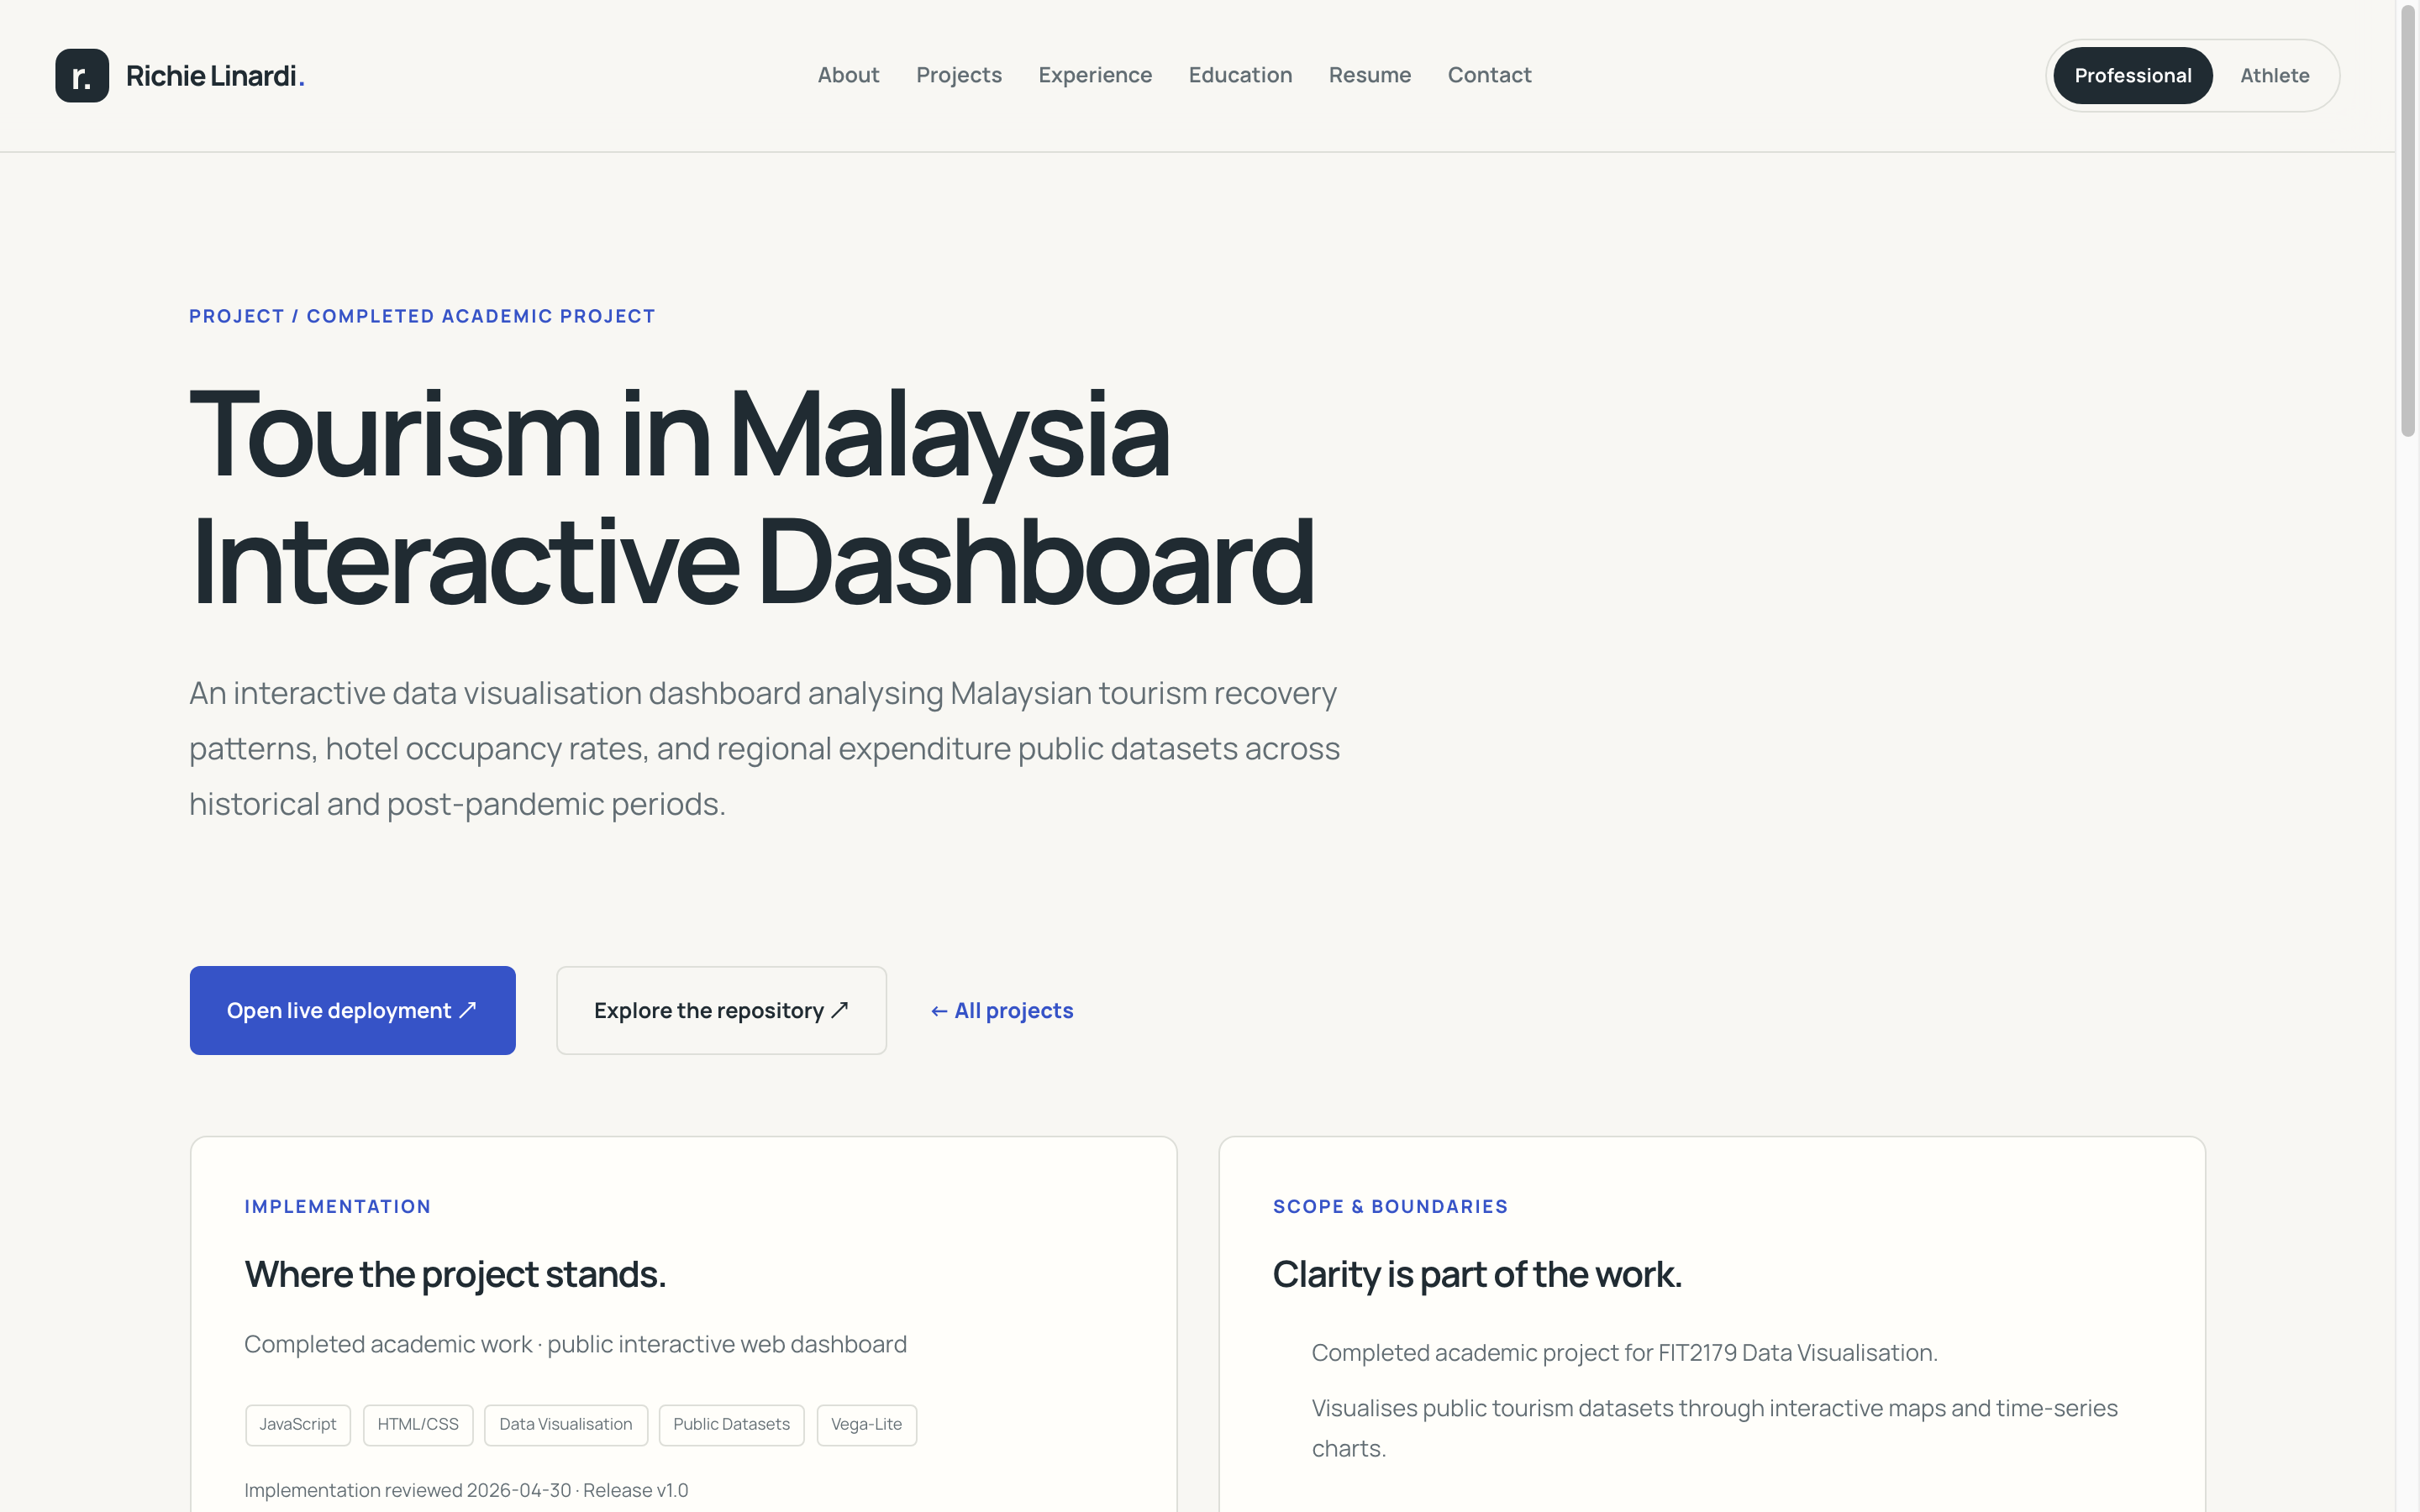 r. Richie Linardi.
About Projects Experience Education Resume Contact
Professional Athlete
PROJECT / COMPLETED ACADEMIC PROJECT
Tourism in Malaysia
Interactive Dashboard
An interactive data visualisation dashboard analysing Malaysian tourism recovery
patterns, hotel occupancy rates, and regional expenditure public datasets across
historical and post-pandemic periods.
Open live deployment ↗ Explore the repository ↗ ← All projects
IMPLEMENTATION
Where the project stands.
Completed academic work · public interactive web dashboard
JavaScript HTML/CSS Data Visualisation Public Datasets Vega-Lite
Implementation reviewed 2026-04-30 · Release v1.0
SCOPE & BOUNDARIES
Clarity is part of the work.
Completed academic project for FIT2179 Data Visualisation.
Visualises public tourism datasets through interactive maps and time-series
charts.